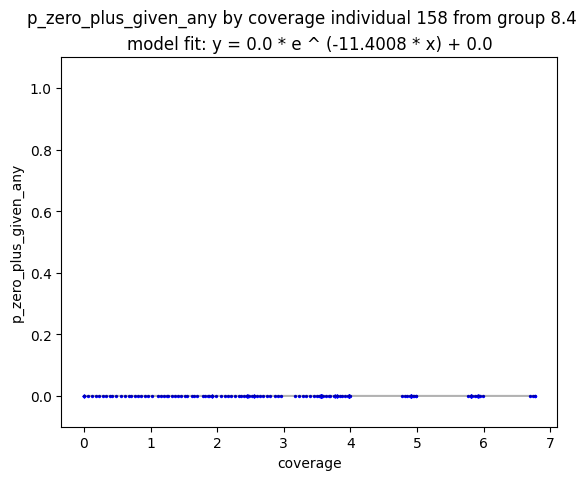 p_zero_plus_given_any by coverage individual 158 from group 8.4
model fit: y = 0.0 * e ^ (-11.4008 * x) + 0.0
1.0
0.8
0.6
0.4
0.2
0.0
p_zero_plus_given_any
0 1 2 3 4 5 6 7
coverage